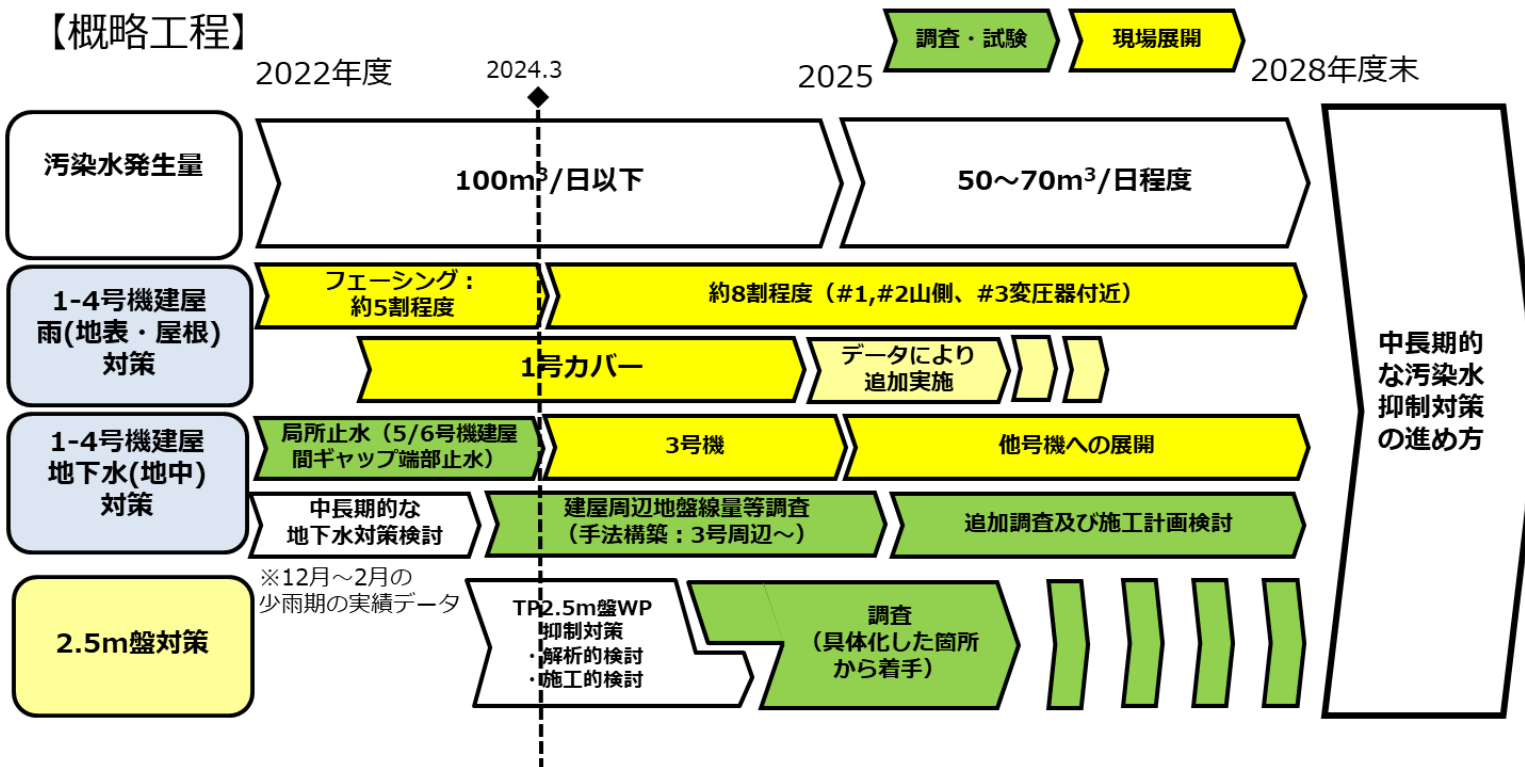 【概略工程】
調査・試験
現場展開
2022年度
2024.3
2025
2028年度末
汚染水発生量
100m³/日以下
50～70m³/日程度
1-4号機建屋
雨(地表・屋根)
対策
フェーシング：
約5割程度
約8割程度（#1,#2山側、#3変圧器付近）
1号カバー
データにより
追加実施
1-4号機建屋
地下水(地中)
対策
局所止水（5/6号機建屋
間ギャップ端部止水）
3号機
他号機への展開
中長期的な
地下水対策検討
建屋周辺地盤線量等調査
（手法構築：3号周辺～）
追加調査及び施工計画検討
※12月～2月の
少雨期の実績データ
2.5m盤対策
TP2.5m盤WP
抑制対策
・解析的検討
・施工的検討
調査
（具体化した箇所
から着手）
中長期的
な汚染水
抑制対策
の進め方